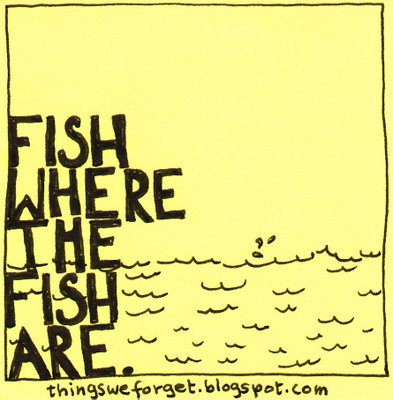 FISH
WHERE
THE
FISH
ARE.
thingsweforget.blogspot.com